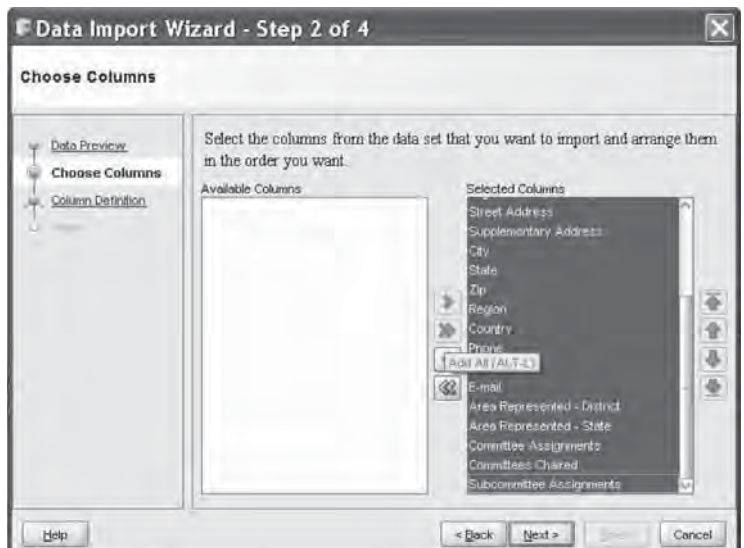 Data Import Wizard - Step 2 of 4
Choose Columns
Data Preview
Choose Columns
Column Definition
Select the columns from the data set that you want to import and arrange them
in the order you want.
Available Columns
Selected Columns
Street Address
Supplementary Address
City
State
Zip
Region
Country
Phone
Add All (ALT-L)
E-mail
Area Represented - District
Area Represented - State
Committee Assignments
Committees Chaired
Subcommittee Assignments
Help
< Back
Next >
Cancel